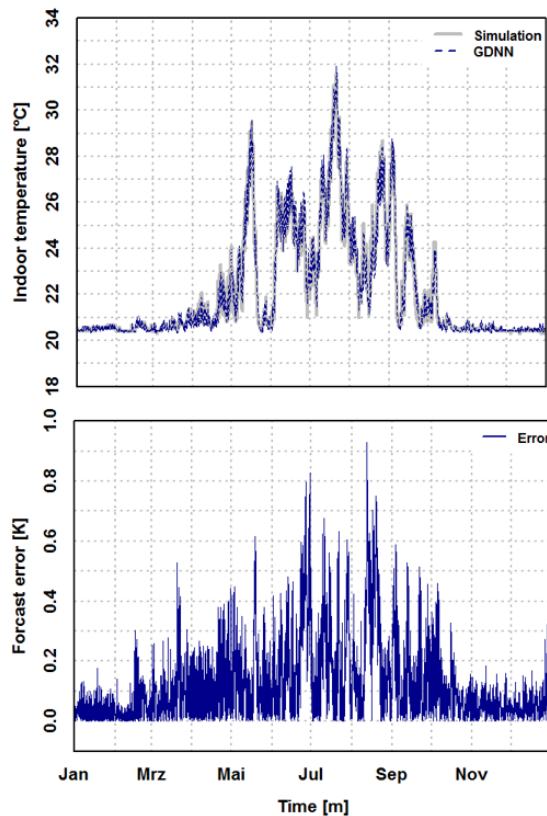 34
32
30
28
26
24
22
20
18
Indoor temperature [°C]
Simulation
GDNN
1.0
0.8
0.6
0.4
0.2
0.0
Forcast error [K]
Error
Jan
Mrz
Mai
Jul
Sep
Nov
Time [m]